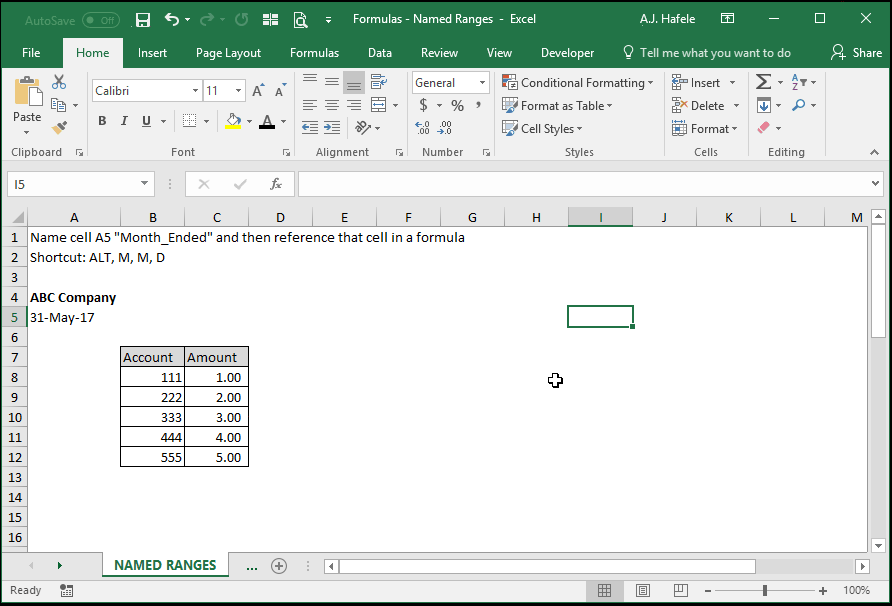 AutoSave Off Formulas - Named Ranges - Excel A.J. Hafele
File Home Insert Page Layout Formulas Data Review View Developer Tell me what you want to do Share
Calibri 11 General Conditional Formatting Insert
Paste $ % , Format as Table Delete
B I U A Cell Styles Format
Clipboard Font Alignment Number Styles Cells Editing
I5 fx
A B C D E F G H I J K L M
1 Name cell A5 "Month_Ended" and then reference that cell in a formula
2 Shortcut: ALT, M, M, D
3
4 ABC Company
5 31-May-17
6
7 Account Amount
8 111 1.00
9 222 2.00
10 333 3.00
11 444 4.00
12 555 5.00
13
14
15
16
NAMED RANGES ...
Ready 100%